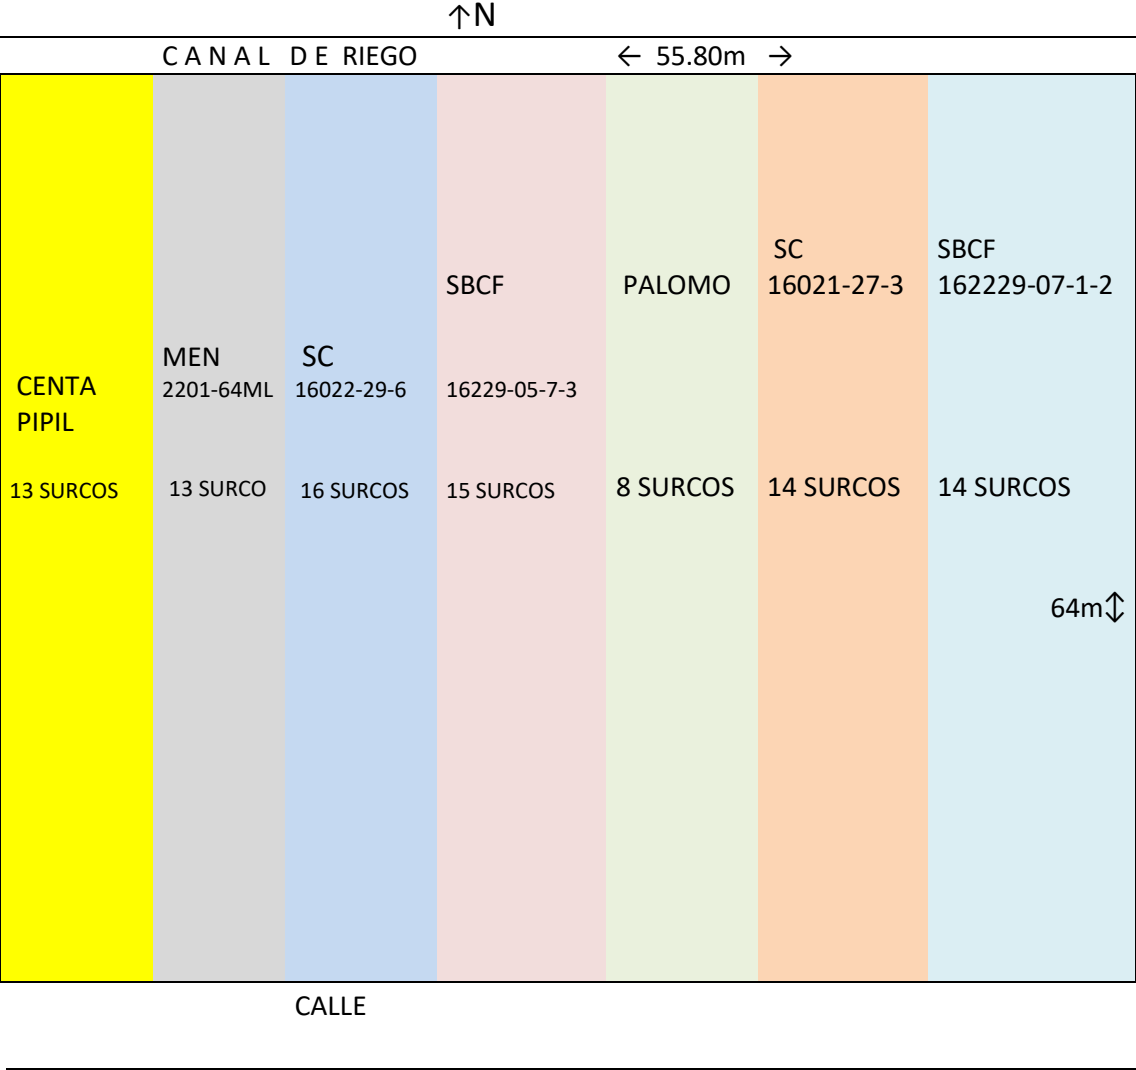 ↑N
C A N A L D E RIEGO
← 55.80m →
CENTA
PIPIL
13 SURCOS
MEN
2201-64ML
13 SURCO
SC
16022-29-6
16 SURCOS
SBCF
16229-05-7-3
15 SURCOS
PALOMO
8 SURCOS
SC
16021-27-3
14 SURCOS
SBCF
162229-07-1-2
14 SURCOS
64m↕
CALLE